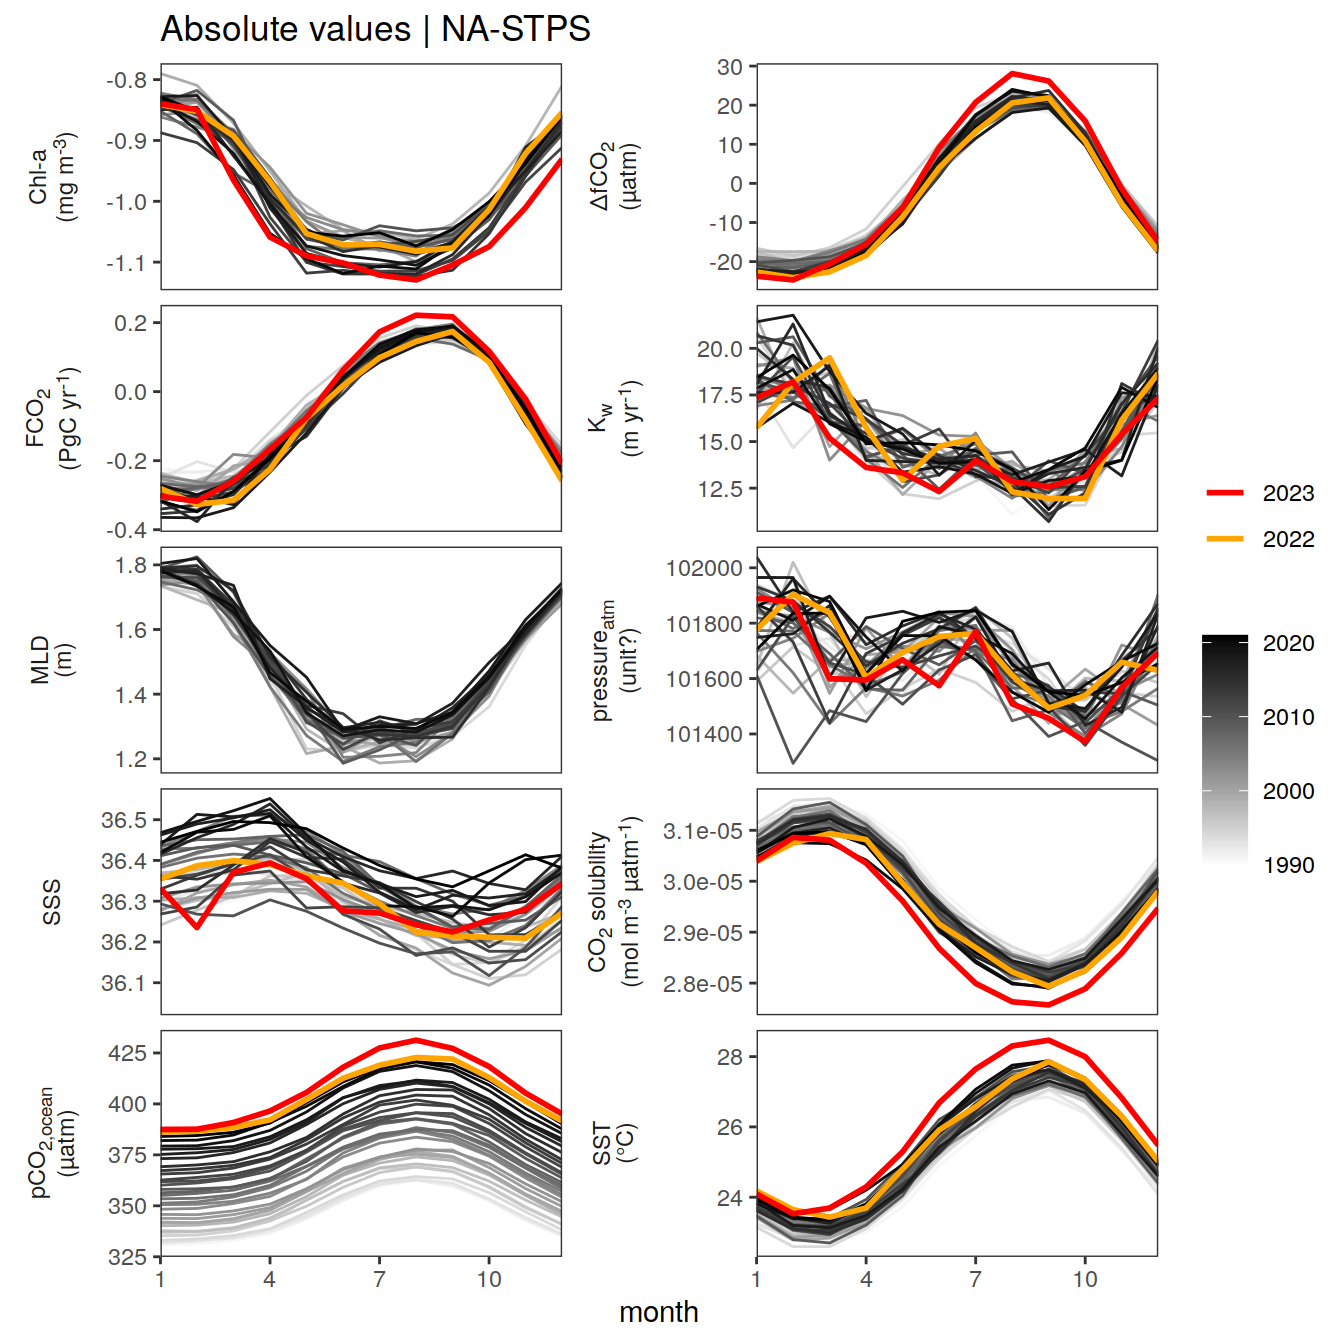 Absolute values | NA-STPS
Chl-a
(mg m⁻³)
-0.8
-0.9
-1.0
-1.1
ΔfCO₂
(µatm)
30
20
10
0
-10
-20
FCO₂
(PgC yr⁻¹)
0.2
0.0
-0.2
-0.4
K_w
(m yr⁻¹)
20.0
17.5
15.0
12.5
MLD
(m)
1.8
1.6
1.4
1.2
pressure_atm
(unit?)
102000
101800
101600
101400
SSS
36.5
36.4
36.3
36.2
36.1
CO₂ solubility
(mol m⁻³ µatm⁻¹)
3.1e-05
3.0e-05
2.9e-05
2.8e-05
pCO₂,ocean
(µatm)
425
400
375
350
325
1 4 7 10
SST
(°C)
28
26
24
1 4 7 10
month
2023
2022
2020
2010
2000
1990